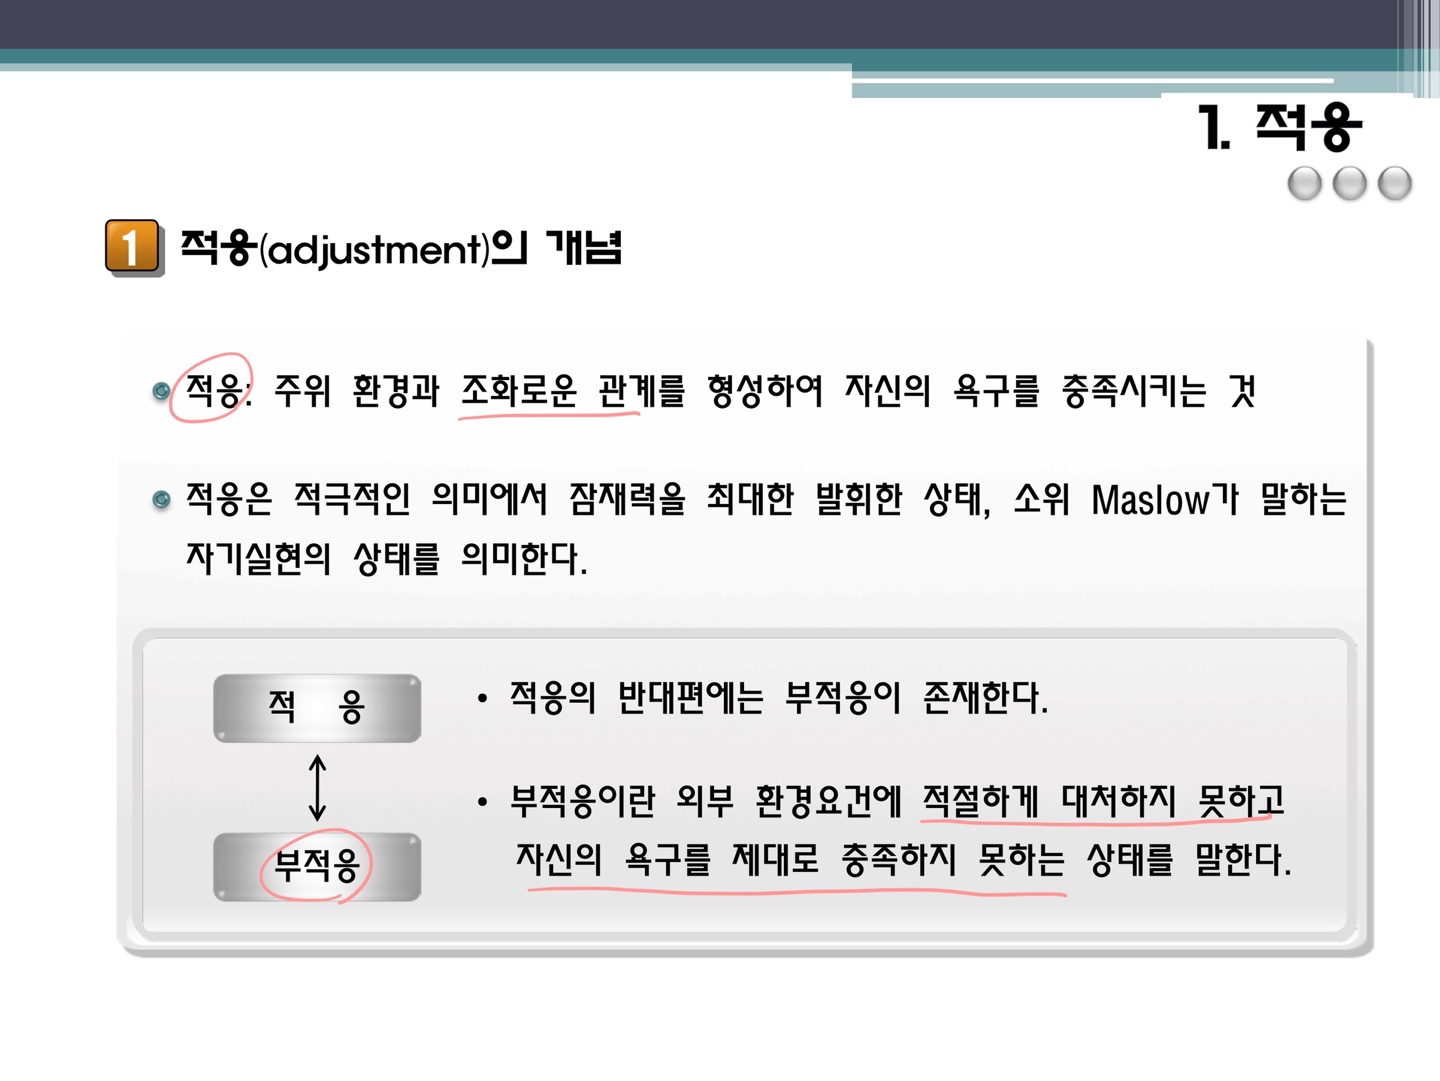 1. 적응
1 적응(adjustment)의 개념
적응: 주위 환경과 조화로운 관계를 형성하여 자신의 욕구를 충족시키는 것
적응은 적극적인 의미에서 잠재력을 최대한 발휘한 상태, 소위 Maslow가 말하는
자기실현의 상태를 의미한다.
적 응
• 적응의 반대편에는 부적응이 존재한다.
• 부적응이란 외부 환경요건에 적절하게 대처하지 못하고
부적응
자신의 욕구를 제대로 충족하지 못하는 상태를 말한다.